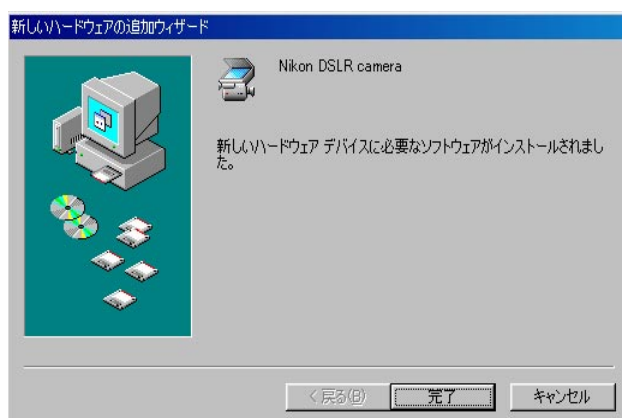 新しいハードウェアの追加ウィザード
Nikon DSLR camera
新しいハードウェア デバイスに必要なソフトウェアがインストールされまし
た。
< 戻る(B)
完了
キャンセル